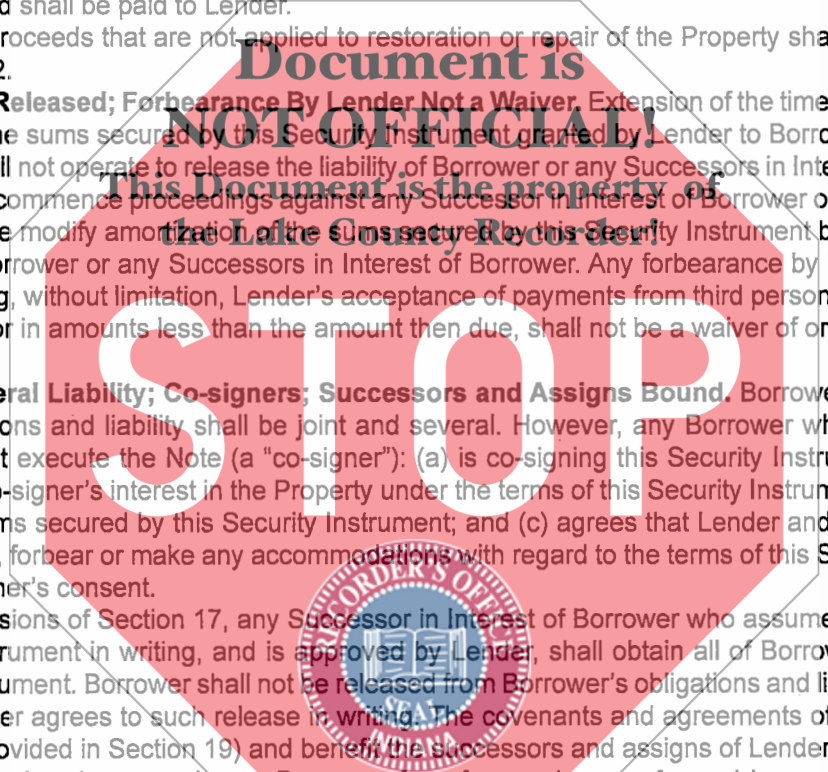 d shall be paid to Lender.
roceeds that are not applied to restoration or repair of the Property sha
2.
Document is
Released; Forbearance By Lender Not a Waiver. Extension of the time
NOT OFFICIAL!
e sums secured by this Security Instrument granted by Lender to Borro
ll not operate to release the liability of Borrower or any Successors in Inte
This Document is the property of
commence proceedings against any Successor in Interest of Borrower o
the Lake County Recorder!
e modify amortization of the sums secured by this Security Instrument b
orrower or any Successors in Interest of Borrower. Any forbearance by
g, without limitation, Lender's acceptance of payments from third person
or in amounts less than the amount then due, shall not be a waiver of or
STOP
eral Liability; Co-signers; Successors and Assigns Bound. Borrowe
ons and liability shall be joint and several. However, any Borrower wh
t execute the Note (a "co-signer"): (a) is co-signing this Security Instru
o-signer's interest in the Property under the terms of this Security Instrum
ms secured by this Security Instrument; and (c) agrees that Lender and
, forbear or make any accommodations with regard to the terms of this S
ner's consent.
sions of Section 17, any Successor in Interest of Borrower who assume
rument in writing, and is approved by Lender, shall obtain all of Borrow
ument. Borrower shall not be released from Borrower's obligations and li
er agrees to such release in writing. The covenants and agreements of
ovided in Section 19) and benefit the successors and assigns of Lender
RECORDER'S OFFICE
SEAL
INDIANA